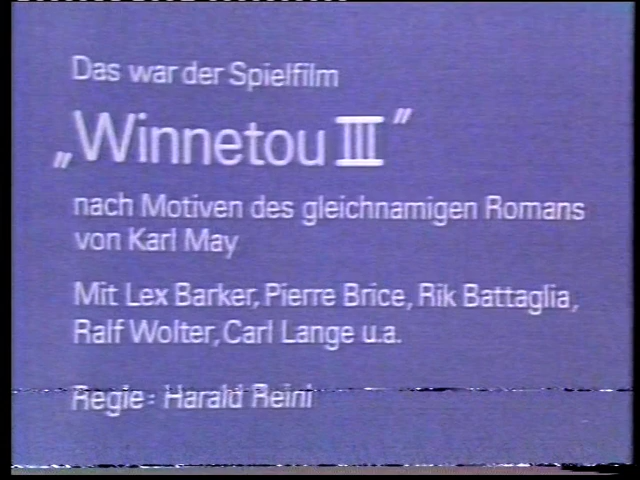 Das war der Spielfilm
„Winnetou III”
nach Motiven des gleichnamigen Romans
von Karl May
Mit Lex Barker, Pierre Brice, Rik Battaglia,
Ralf Wolter, Carl Lange u.a.
Regie: Harald Reinl